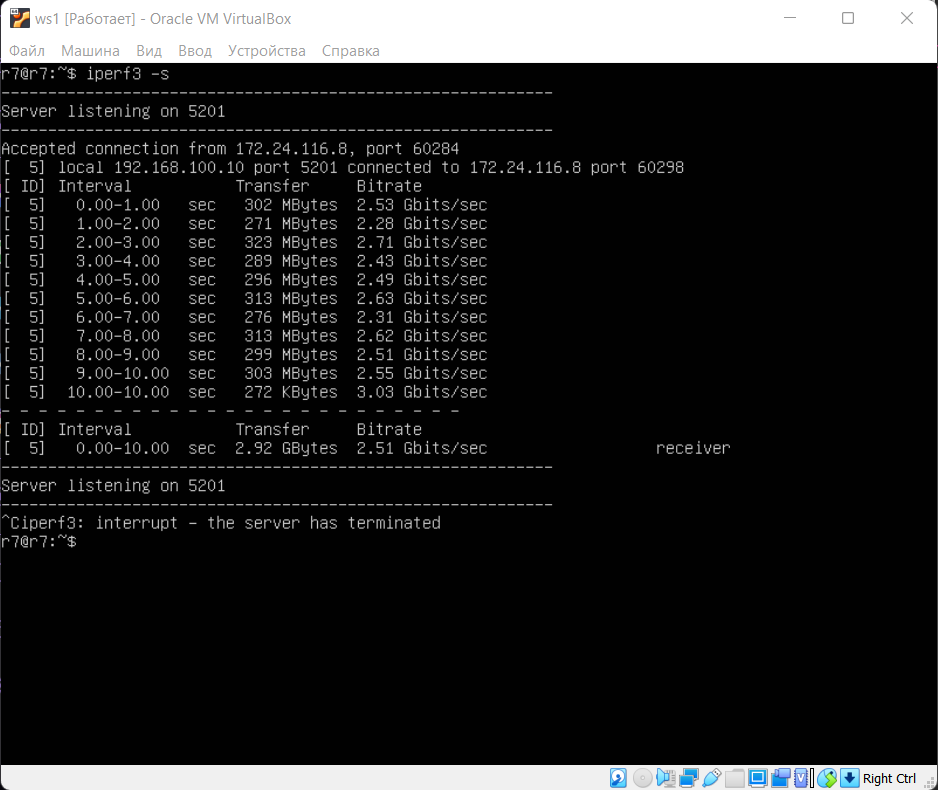 ws1 [Работает] - Oracle VM VirtualBox
Файл Машина Вид Ввод Устройства Справка
r7@r7:~$ iperf3 -s
-----------------------------------------------------------
Server listening on 5201
-----------------------------------------------------------
Accepted connection from 172.24.116.8, port 60284
[  5] local 192.168.100.10 port 5201 connected to 172.24.116.8 port 60298
[ ID] Interval           Transfer     Bitrate
[  5]   0.00-1.00   sec   302 MBytes  2.53 Gbits/sec
[  5]   1.00-2.00   sec   271 MBytes  2.28 Gbits/sec
[  5]   2.00-3.00   sec   323 MBytes  2.71 Gbits/sec
[  5]   3.00-4.00   sec   289 MBytes  2.43 Gbits/sec
[  5]   4.00-5.00   sec   296 MBytes  2.49 Gbits/sec
[  5]   5.00-6.00   sec   313 MBytes  2.63 Gbits/sec
[  5]   6.00-7.00   sec   276 MBytes  2.31 Gbits/sec
[  5]   7.00-8.00   sec   313 MBytes  2.62 Gbits/sec
[  5]   8.00-9.00   sec   299 MBytes  2.51 Gbits/sec
[  5]   9.00-10.00  sec   303 MBytes  2.55 Gbits/sec
[  5]  10.00-10.00  sec   272 KBytes  3.03 Gbits/sec
- - - - - - - - - - - - - - - - - - - - - - - - -
[ ID] Interval           Transfer     Bitrate
[  5]   0.00-10.00  sec  2.92 GBytes  2.51 Gbits/sec                  receiver
-----------------------------------------------------------
Server listening on 5201
-----------------------------------------------------------
^Ciperf3: interrupt - the server has terminated
r7@r7:~$
Right Ctrl